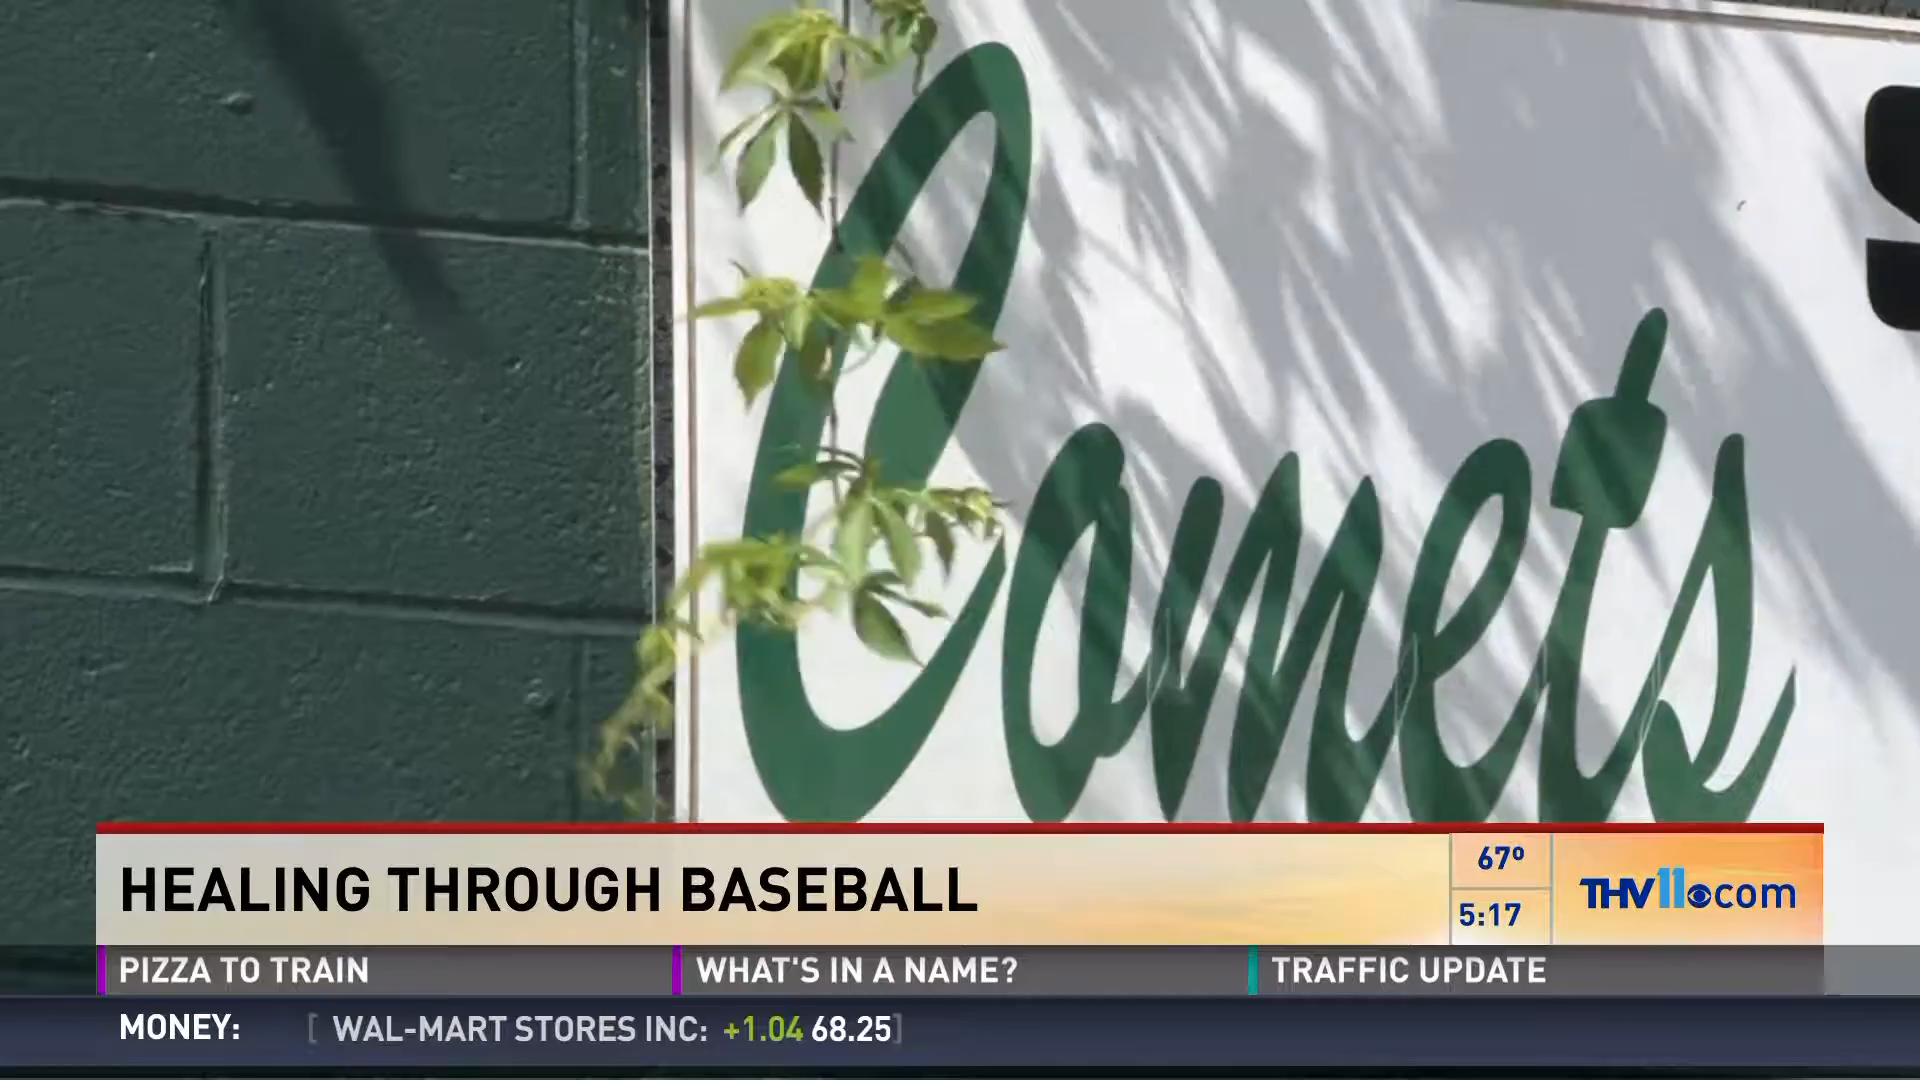 Comets
HEALING THROUGH BASEBALL
67º
5:17
THV11.com
PIZZA TO TRAIN
WHAT'S IN A NAME?
TRAFFIC UPDATE
MONEY: [ WAL-MART STORES INC: +1.04 68.25]